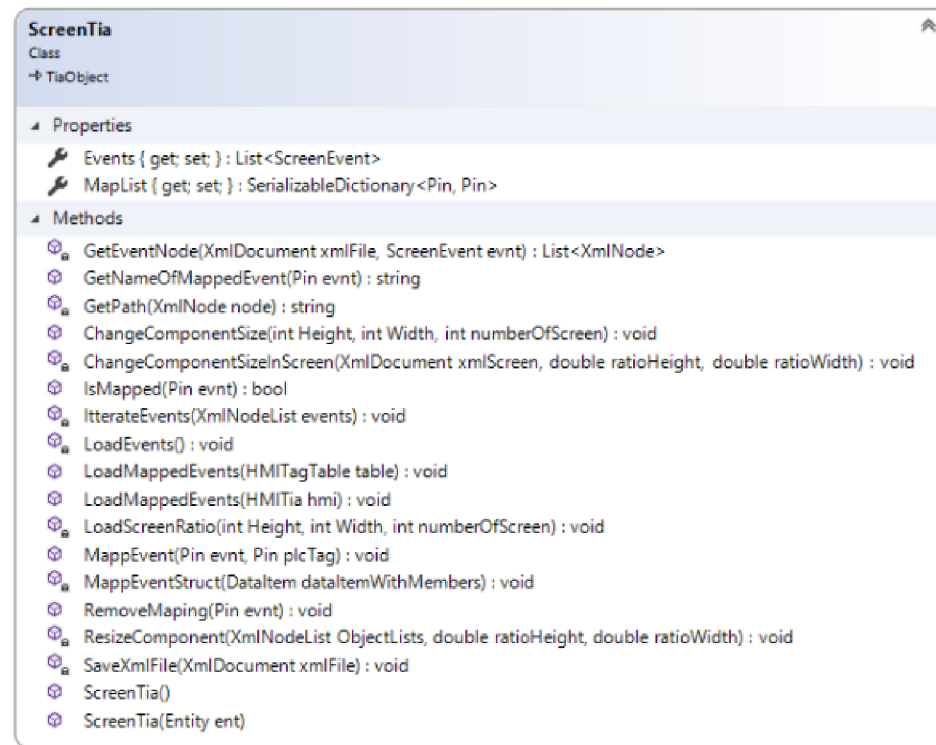 ScreenTia
Class
TiaObject
Properties
Events { get; set; } : List<ScreenEvent>
MapList { get; set; } : SerializableDictionary<Pin, Pin>
Methods
GetEventNode(XmlDocument xmlFile, ScreenEvent evnt) : List<XmlNode>
GetNameOfMappedEvent(Pin evnt) : string
GetPath(XmlNode node) : string
ChangeComponentSize(int Height, int Width, int numberOfScreen) : void
ChangeComponentSizeInScreen(XmlDocument xmlScreen, double ratioHeight, double ratioWidth) : void
IsMapped(Pin evnt) : bool
ItterateEvents(XmlNodeList events) : void
LoadEvents() : void
LoadMappedEvents(HMITagTable table) : void
LoadMappedEvents(HMITia hmi) : void
LoadScreenRatio(int Height, int Width, int numberOfScreen) : void
MappEvent(Pin evnt, Pin plcTag) : void
MappEventStruct(DataItem dataItemWithMembers) : void
RemoveMaping(Pin evnt) : void
ResizeComponent(XmlNodeList ObjectLists, double ratioHeight, double ratioWidth) : void
SaveXmlFile(XmlDocument xmlFile) : void
ScreenTia()
ScreenTia(Entity ent)